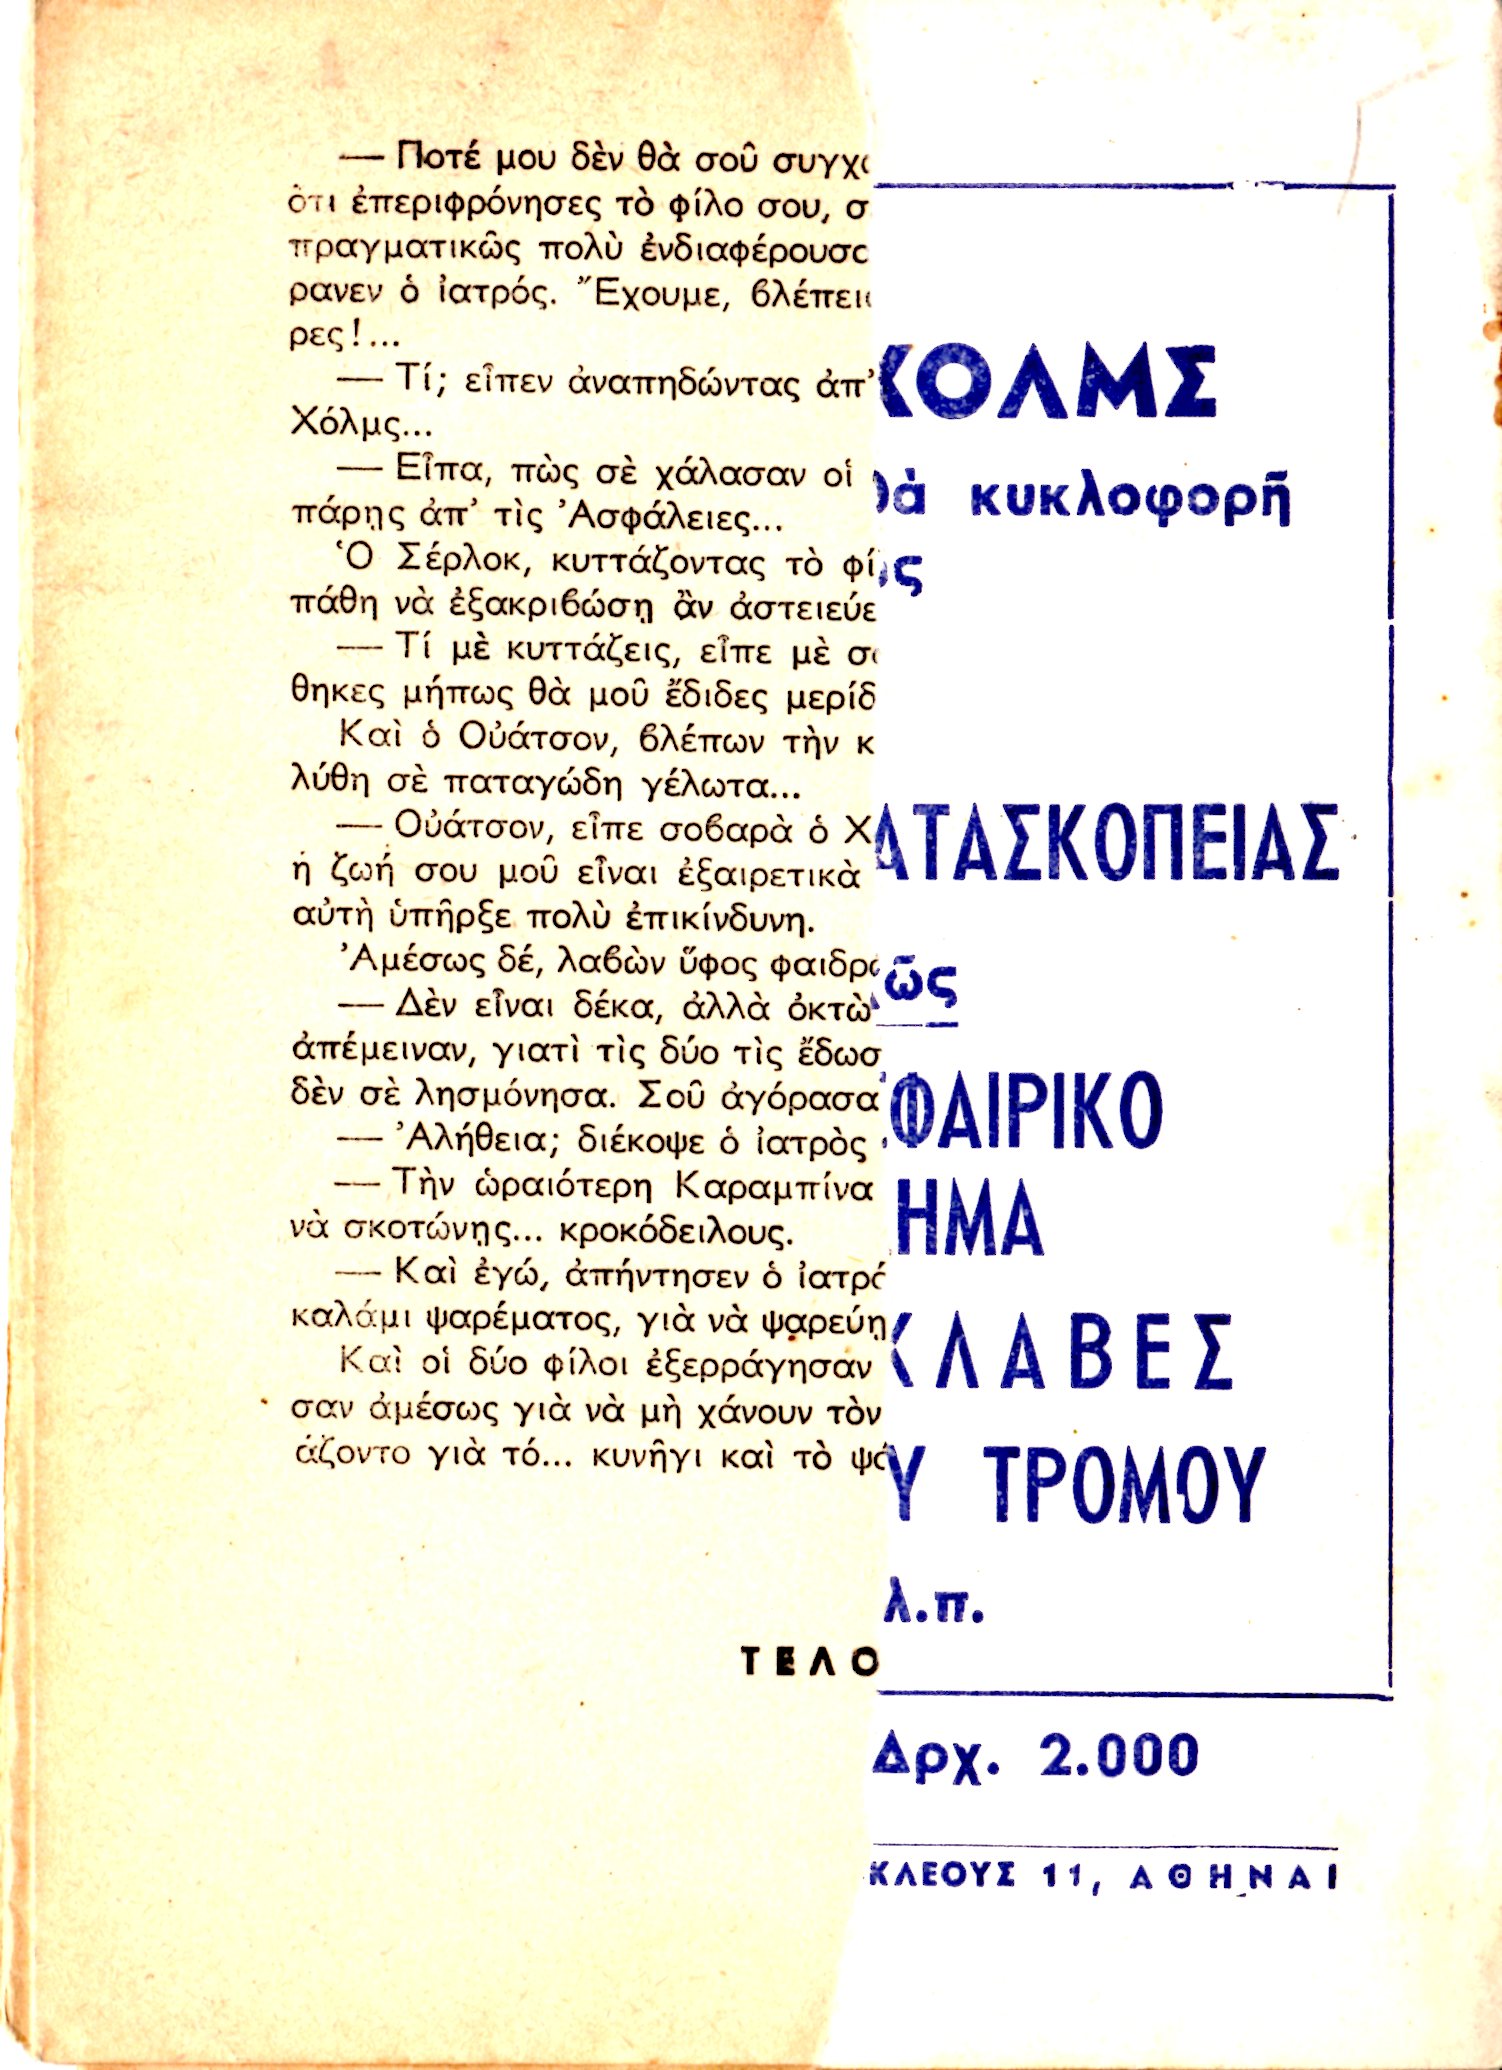 — Ποτέ μου δὲν θὰ σοῦ συγχ
ὅτι ἐπεριφρόνησες τὸ φίλο σου, σ
πραγματικῶς πολὺ ἐνδιαφέρουσ
ρανεν ὁ ἰατρός. Ἔχουμε, βλέπει
ρες!...
— Τί; εἶπεν ἀναπηδώντας ἀπ'
Χόλμς...
— Εἶπα, πὼς σὲ χάλασαν οἱ
πάρῃς ἀπ' τὶς Ἀσφάλειες...
Ὁ Σέρλοκ, κυττάζοντας τὸ φί
πάθη νὰ ἐξακριβώσῃ ἂν ἀστειεύε
— Τί μὲ κυττάζεις, εἶπε μὲ σ
θηκες μήπως θὰ μοῦ ἔδιδες μερίδ
Καὶ ὁ Οὐάτσον, βλέπων τὴν κ
λύθη σὲ παταγώδη γέλωτα...
— Οὐάτσον, εἶπε σοβαρὰ ὁ Χ
ἡ ζωή σου μοῦ εἶναι ἐξαιρετικὰ
αὐτὴ ὑπῆρξε πολὺ ἐπικίνδυνη.
Ἀμέσως δέ, λαβὼν ὕφος φαιδρ
— Δὲν εἶναι δέκα, ἀλλὰ ὀκτὼ
ἀπέμειναν, γιατὶ τὶς δύο τὶς ἔδωσ
δὲν σὲ λησμόνησα. Σοῦ ἀγόρασα
— Ἀλήθεια; διέκοψε ὁ ἰατρὸς
— Τὴν ὡραιότερη Καραμπίνα
νὰ σκοτώνῃς... κροκόδειλους.
— Καὶ ἐγώ, ἀπήντησεν ὁ ἰατρό
καλάμι ψαρέματος, γιὰ νὰ ψαρεύῃ
Καὶ οἱ δύο φίλοι ἐξερράγησαν
σαν ἀμέσως γιὰ νὰ μὴ χάνουν τὸν
άζοντο γιὰ τό... κυνῆγι καὶ τὸ ψά
ΤΕΛΟ
ΧΟΛΜΣ
θά κυκλοφορῇ
ς
ΑΤΑΣΚΟΠΕΙΑΣ
ῶς
ΦΑΙΡΙΚΟ
ΗΜΑ
ΚΛΑΒΕΣ
Υ ΤΡΟΜΟΥ
λ.π.
Δρχ. 2.000
ΚΛΕΟΥΣ 11, ΑΘΗΝΑΙ